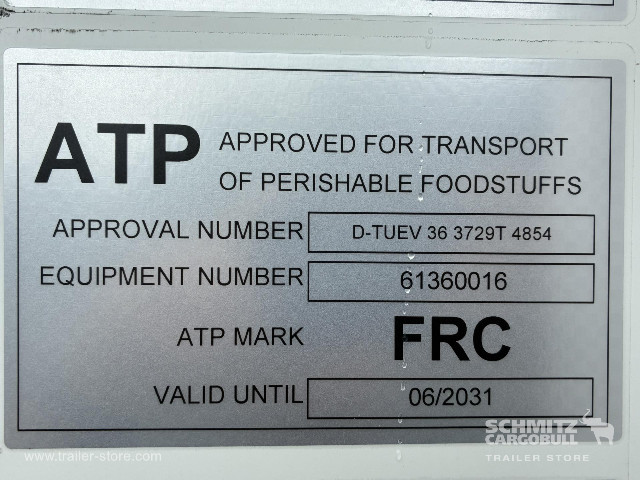 ATP APPROVED FOR TRANSPORT
OF PERISHABLE FOODSTUFFS
APPROVAL NUMBER D-TUEV 36 3729T 4854
EQUIPMENT NUMBER 61360016
ATP MARK FRC
VALID UNTIL 06/2031
SCHMITZ
CARGOBULL
TRAILER STORE
www.trailer-store.com